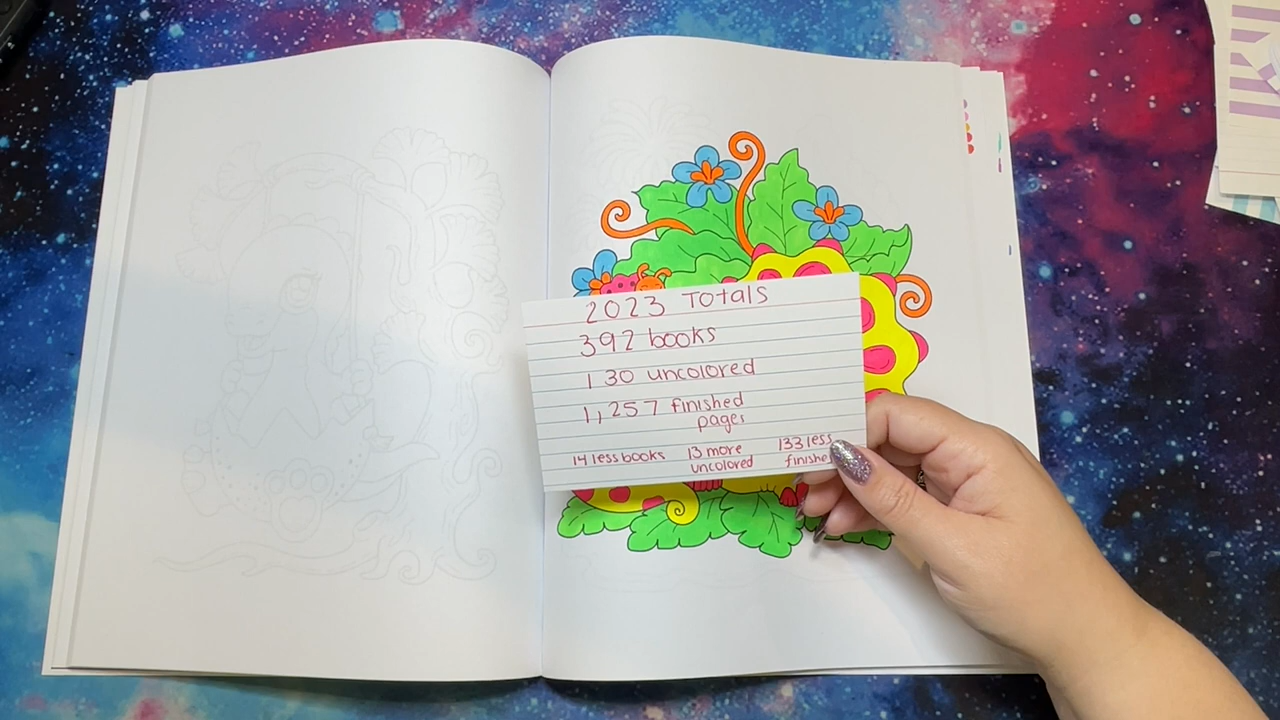 2023 Totals
392 books
130 uncolored
1,257 finished
pages
14 less books 13 more 133 less
uncolored finished